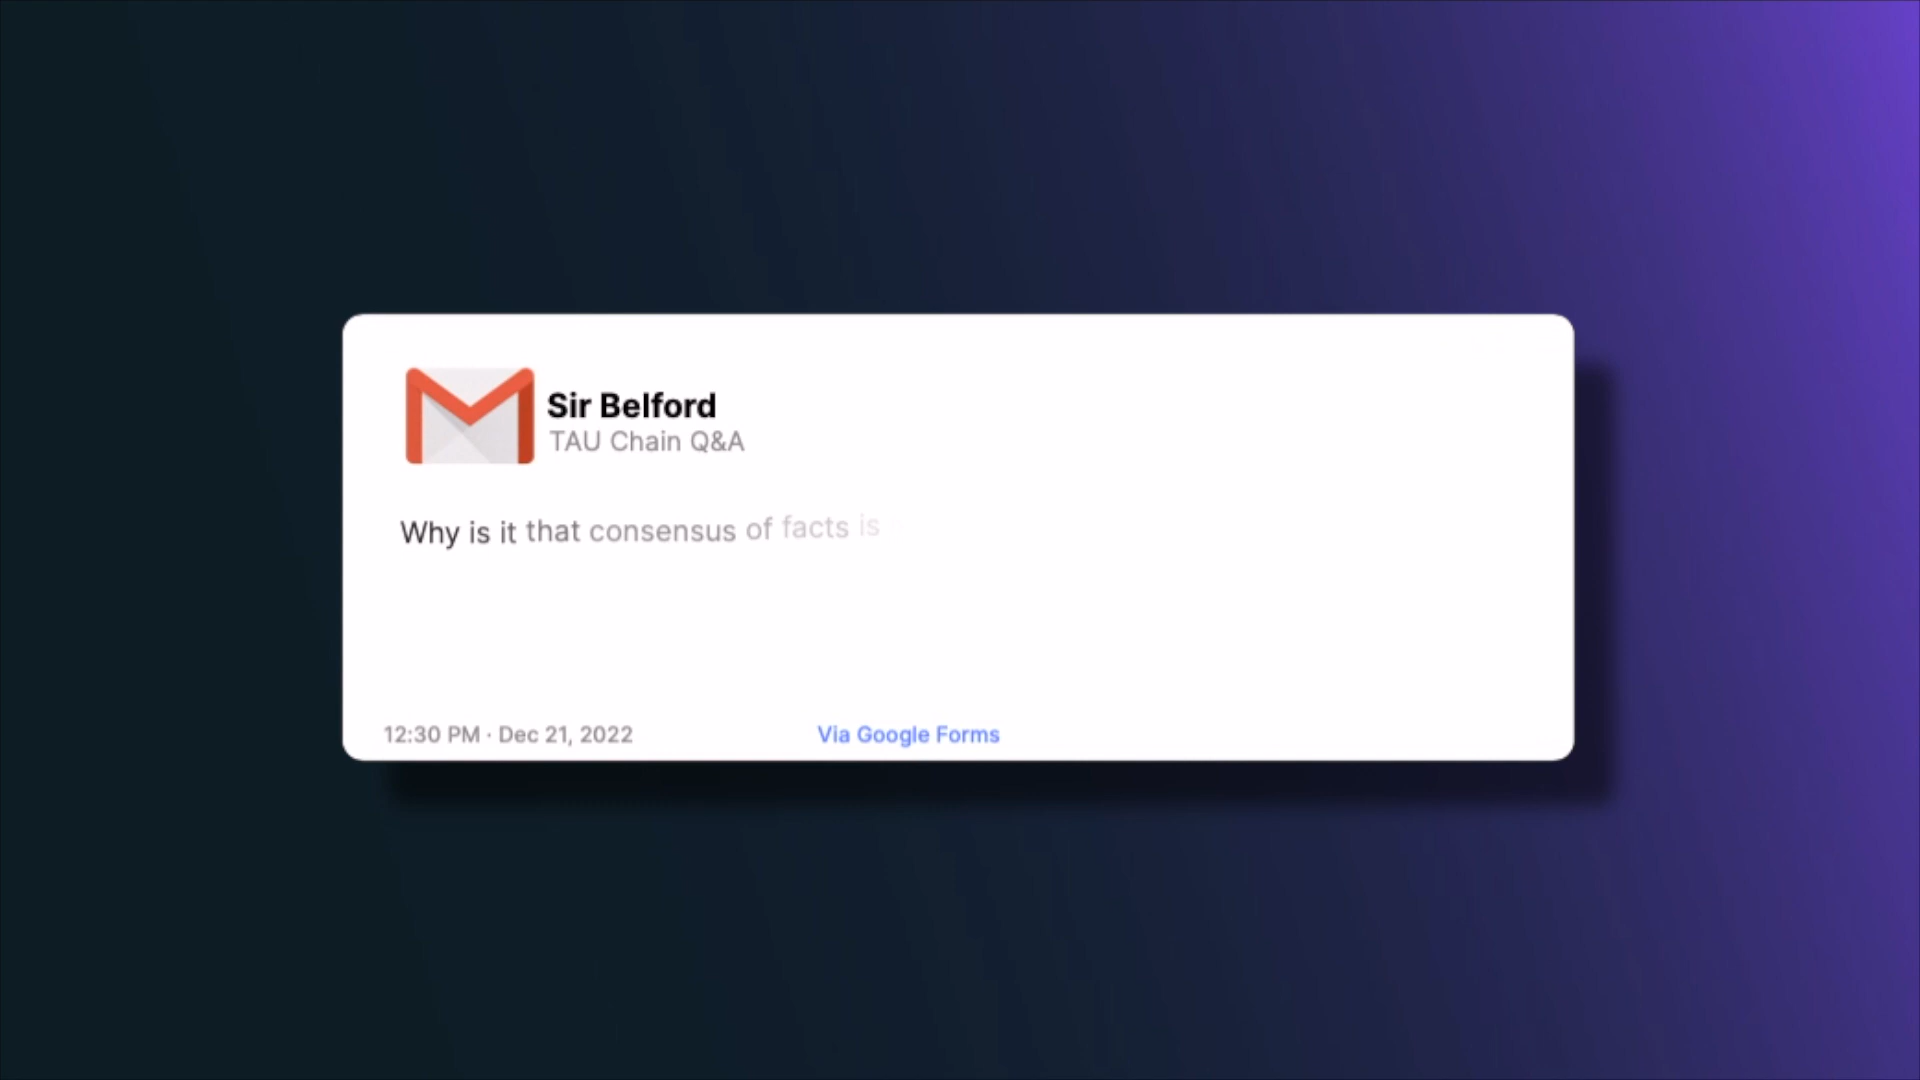 Sir Belford
TAU Chain Q&A
Why is it that consensus of facts is
12:30 PM · Dec 21, 2022
Via Google Forms